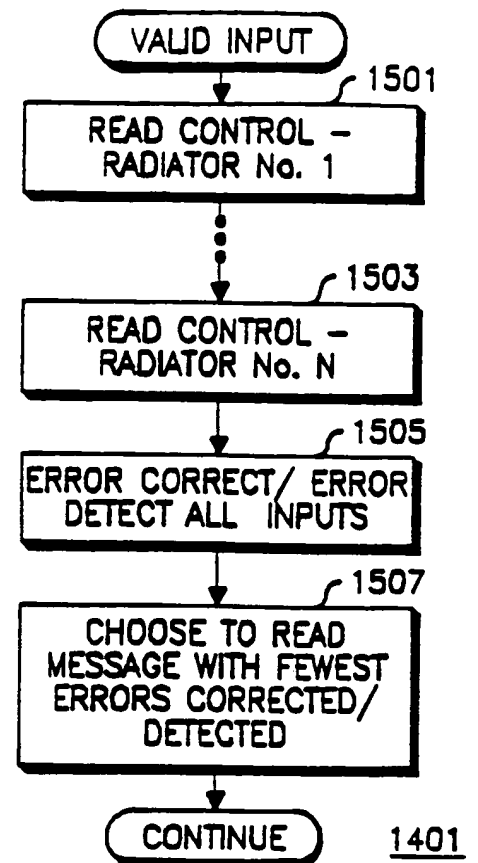 VALID INPUT
1501
READ CONTROL –
RADIATOR No. 1
1503
READ CONTROL –
RADIATOR No. N
1505
ERROR CORRECT/ ERROR
DETECT ALL INPUTS
1507
CHOOSE TO READ
MESSAGE WITH FEWEST
ERRORS CORRECTED/
DETECTED
CONTINUE
1401